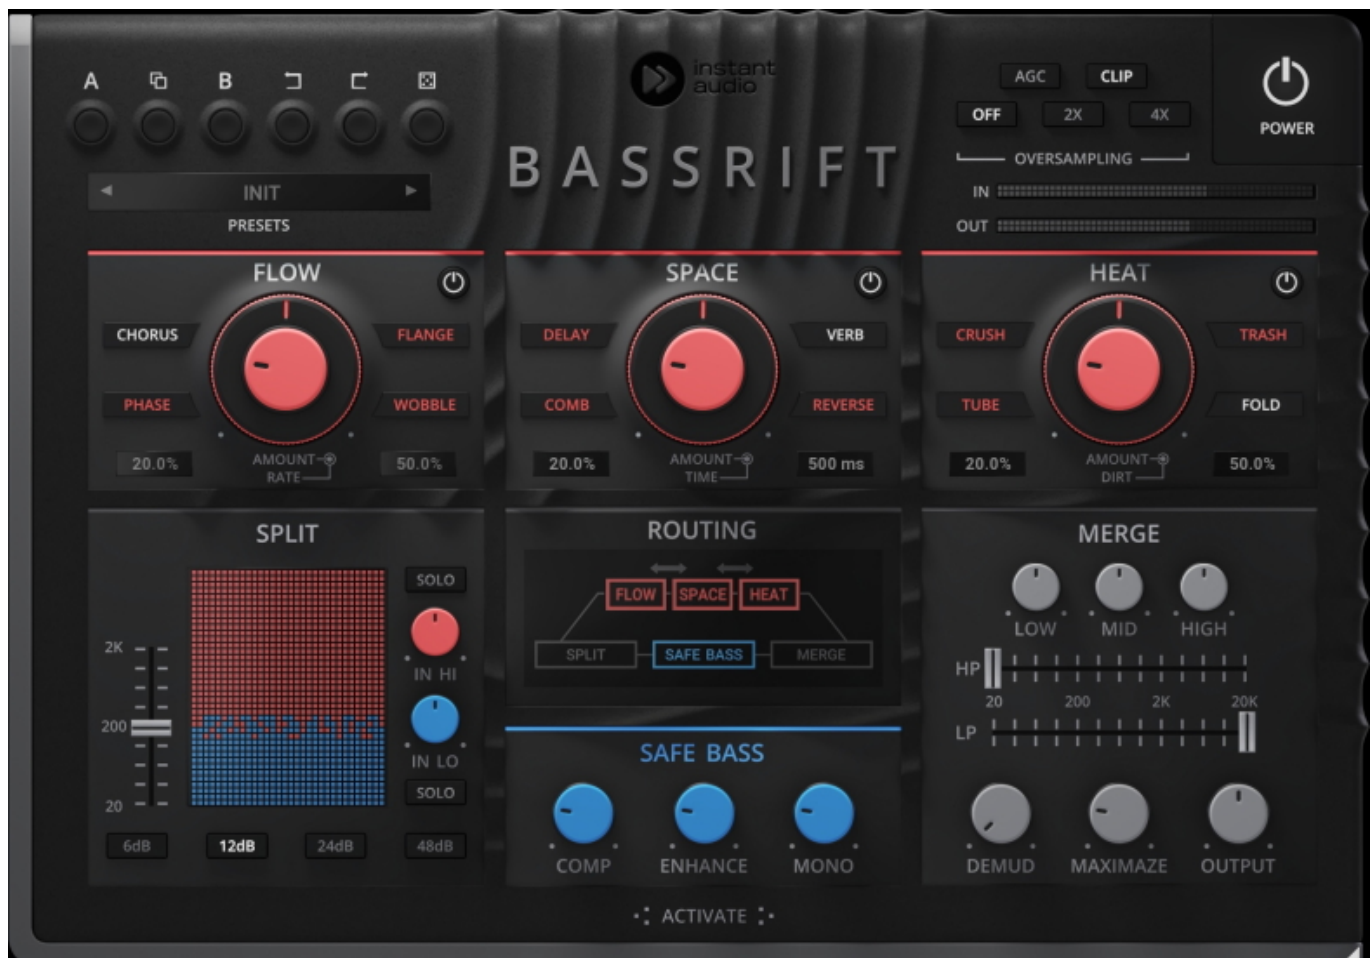 A B
instant
audio
AGC CLIP
OFF 2X 4X
POWER
OVERSAMPLING
INIT
PRESETS
BASSRIFT
IN
OUT
FLOW
CHORUS FLANGE
PHASE WOBBLE
20.0% AMOUNT 50.0%
RATE
SPACE
DELAY VERB
COMB REVERSE
20.0% AMOUNT 500 ms
TIME
HEAT
CRUSH TRASH
TUBE FOLD
20.0% AMOUNT 50.0%
DIRT
SPLIT
SOLO
2K
IN HI
200
IN LO
SOLO
20
6dB 12dB 24dB 48dB
ROUTING
FLOW SPACE HEAT
SPLIT SAFE BASS MERGE
SAFE BASS
COMP ENHANCE MONO
MERGE
LOW MID HIGH
HP
20 200 2K 20K
LP
DEMUD MAXIMAZE OUTPUT
ACTIVATE